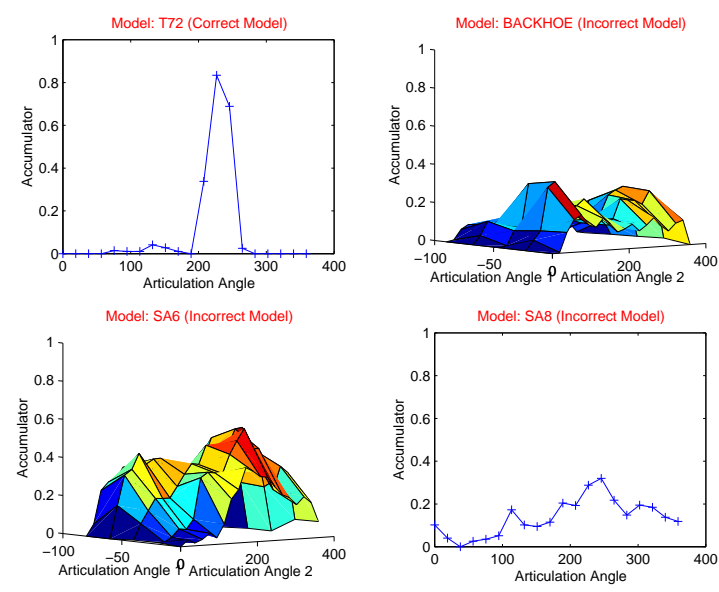 Model: T72 (Correct Model)
1
0.8
0.6
0.4
0.2
0
Accumulator
0 100 200 300 400
Articulation Angle
Model: BACKHOE (Incorrect Model)
1
0.8
0.6
0.4
0.2
0
Accumulator
−100 −50 0
0 200 400
Articulation Angle 1 Articulation Angle 2
Model: SA6 (Incorrect Model)
1
0.8
0.6
0.4
0.2
0
Accumulator
−100 −50 0
0 200 400
Articulation Angle 1 Articulation Angle 2
Model: SA8 (Incorrect Model)
1
0.8
0.6
0.4
0.2
0
Accumulator
0 100 200 300 400
Articulation Angle